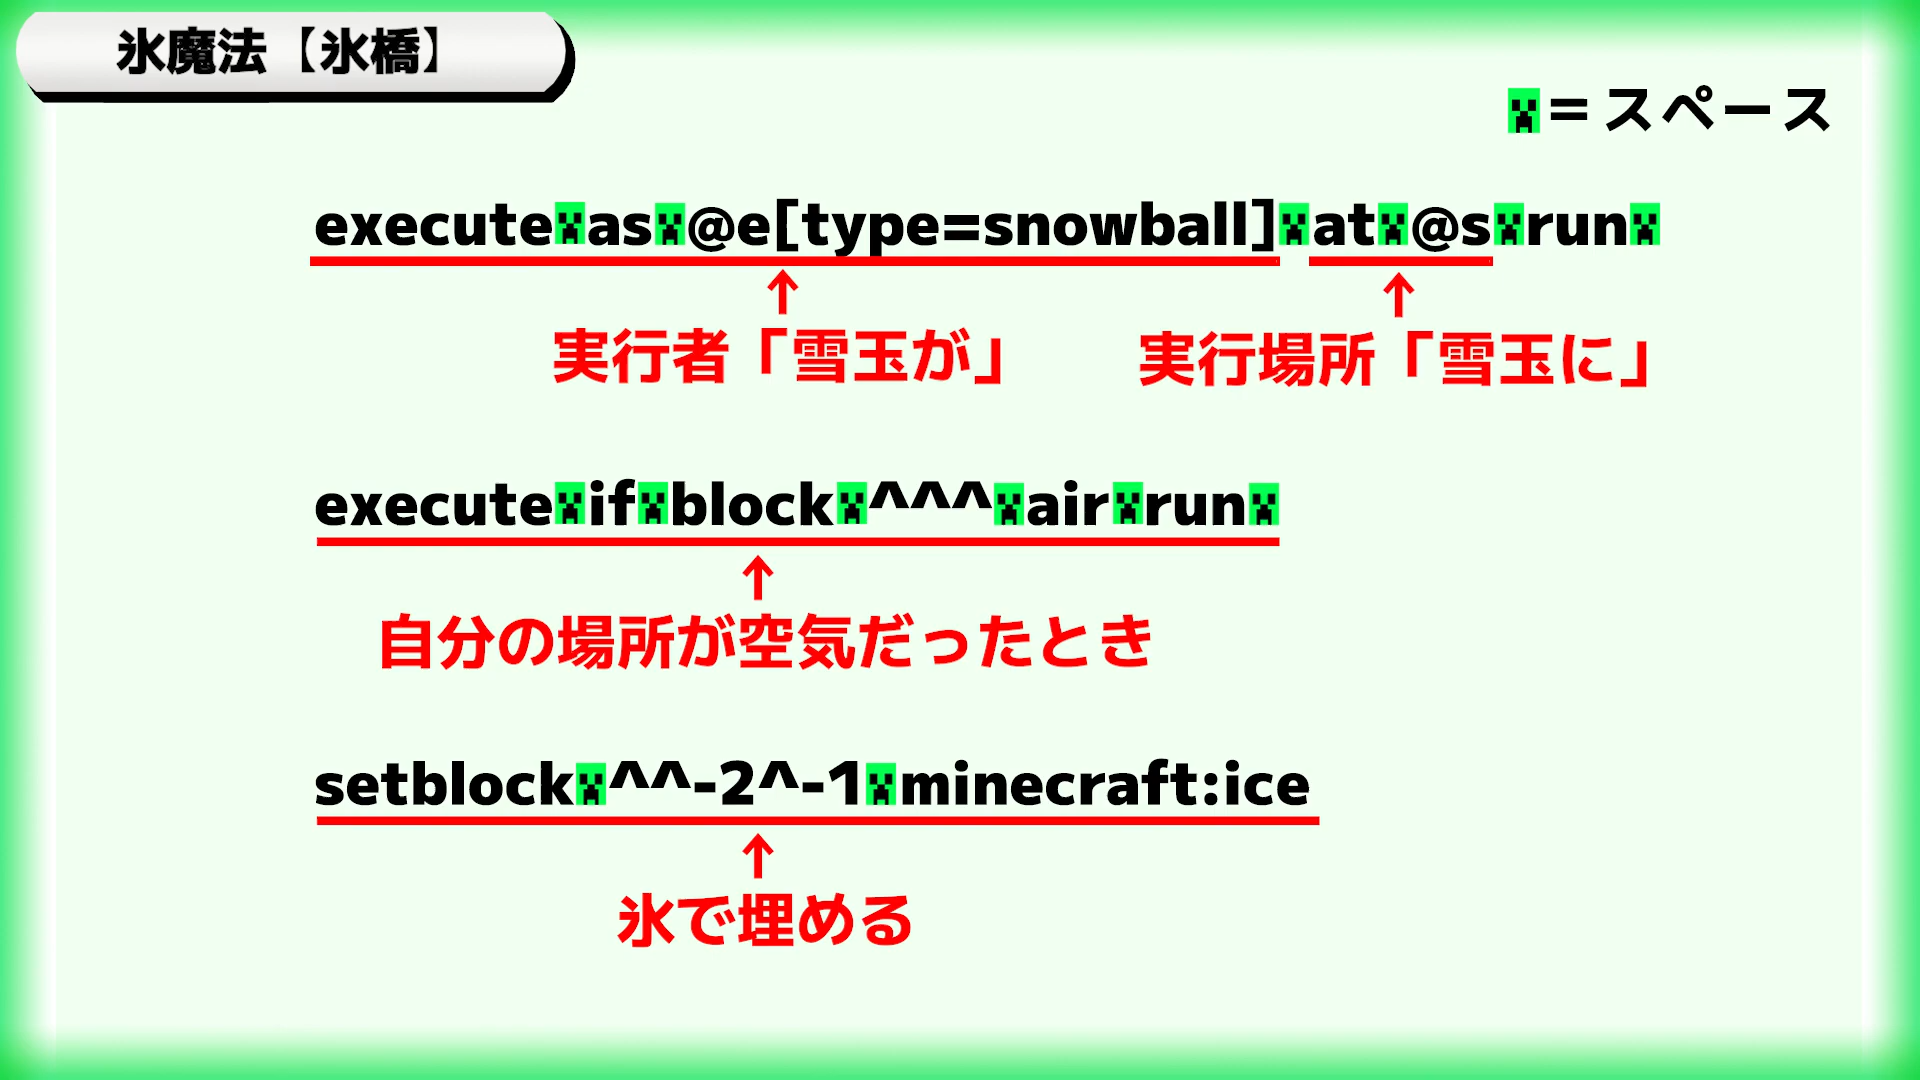 氷魔法【氷橋】
＝スペース
execute as @e[type=snowball] at @s run
↑ ↑
実行者「雪玉が」 実行場所「雪玉に」
execute if block ^^^ air run
↑
自分の場所が空気だったとき
setblock ^^-2^-1 minecraft:ice
↑
氷で埋める